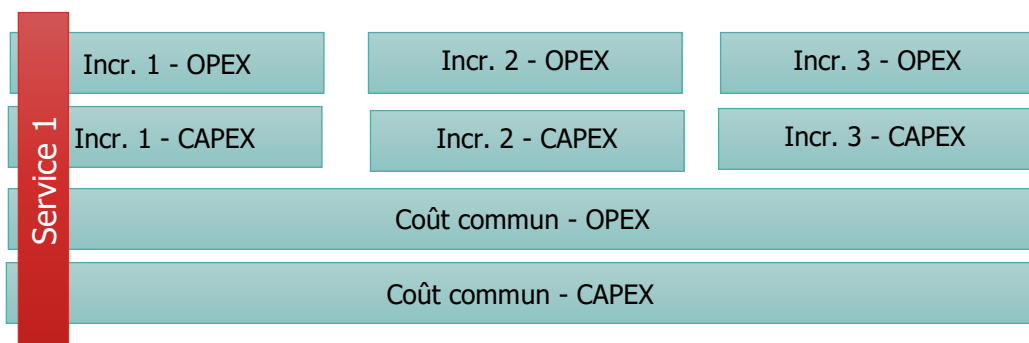 Service 1
Incr. 1 - OPEX
Incr. 2 - OPEX
Incr. 3 - OPEX
Incr. 1 - CAPEX
Incr. 2 - CAPEX
Incr. 3 - CAPEX
Coût commun - OPEX
Coût commun - CAPEX